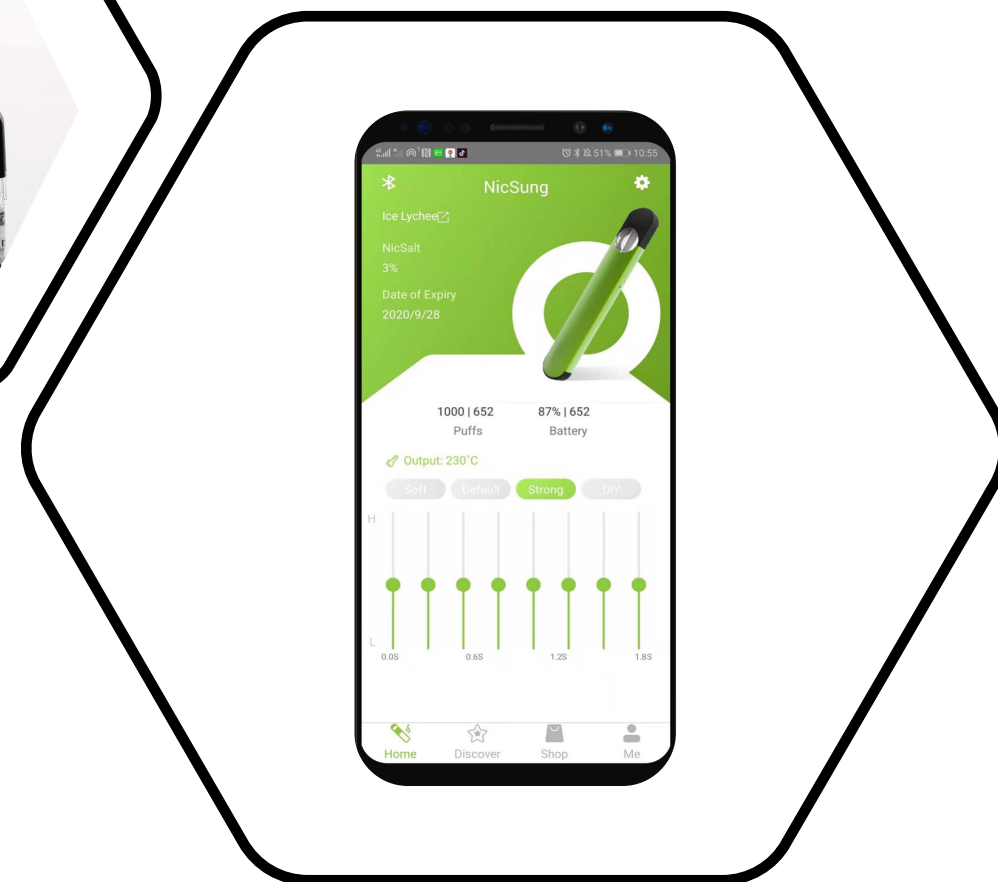 51% 10:55
NicSung
Ice Lychee
NicSalt
3%
Date of Expiry
2020/9/28
1000 | 652 87% | 652
Puffs Battery
Output: 230°C
Soft Default Strong DIY
H
L
0.0S 0.6S 1.2S 1.8S
Home Discover Shop Me